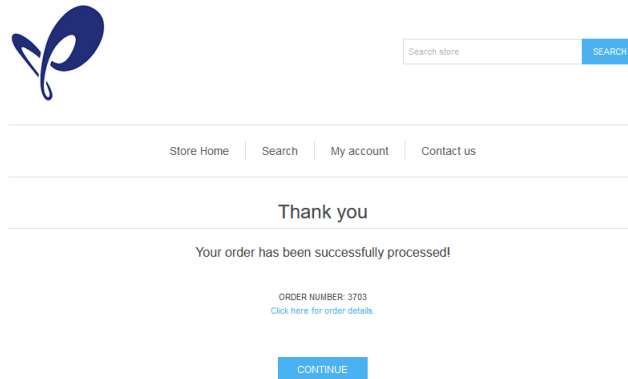 Search store
SEARCH
Store Home
Search
My account
Contact us
Thank you
Your order has been successfully processed!
ORDER NUMBER: 3703
Click here for order details.
CONTINUE